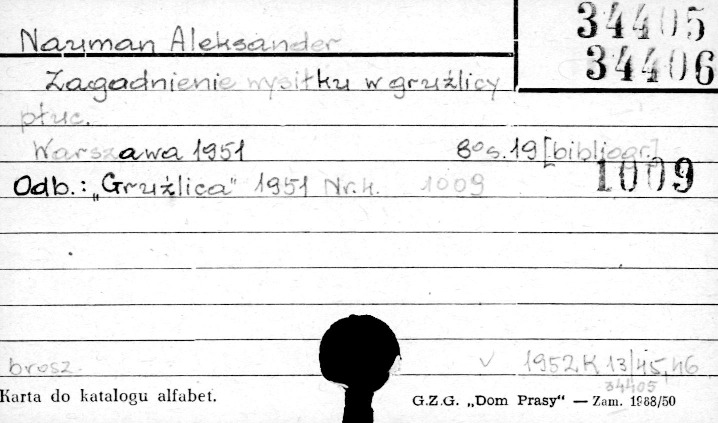 34405
Nauman Aleksander
34406
Zagadnienie wysiłku w gruźlicy
płuc.
Warszawa 1951 8° s. 19 [bibliogr.]
Odb.: „Gruźlica" 1951 Nr. 4. 1009 1009
brosz. v 1952 K 13/45,46
34405
Karta do katalogu alfabet. G.Z.G. „Dom Prasy" — Zam. 1988/50